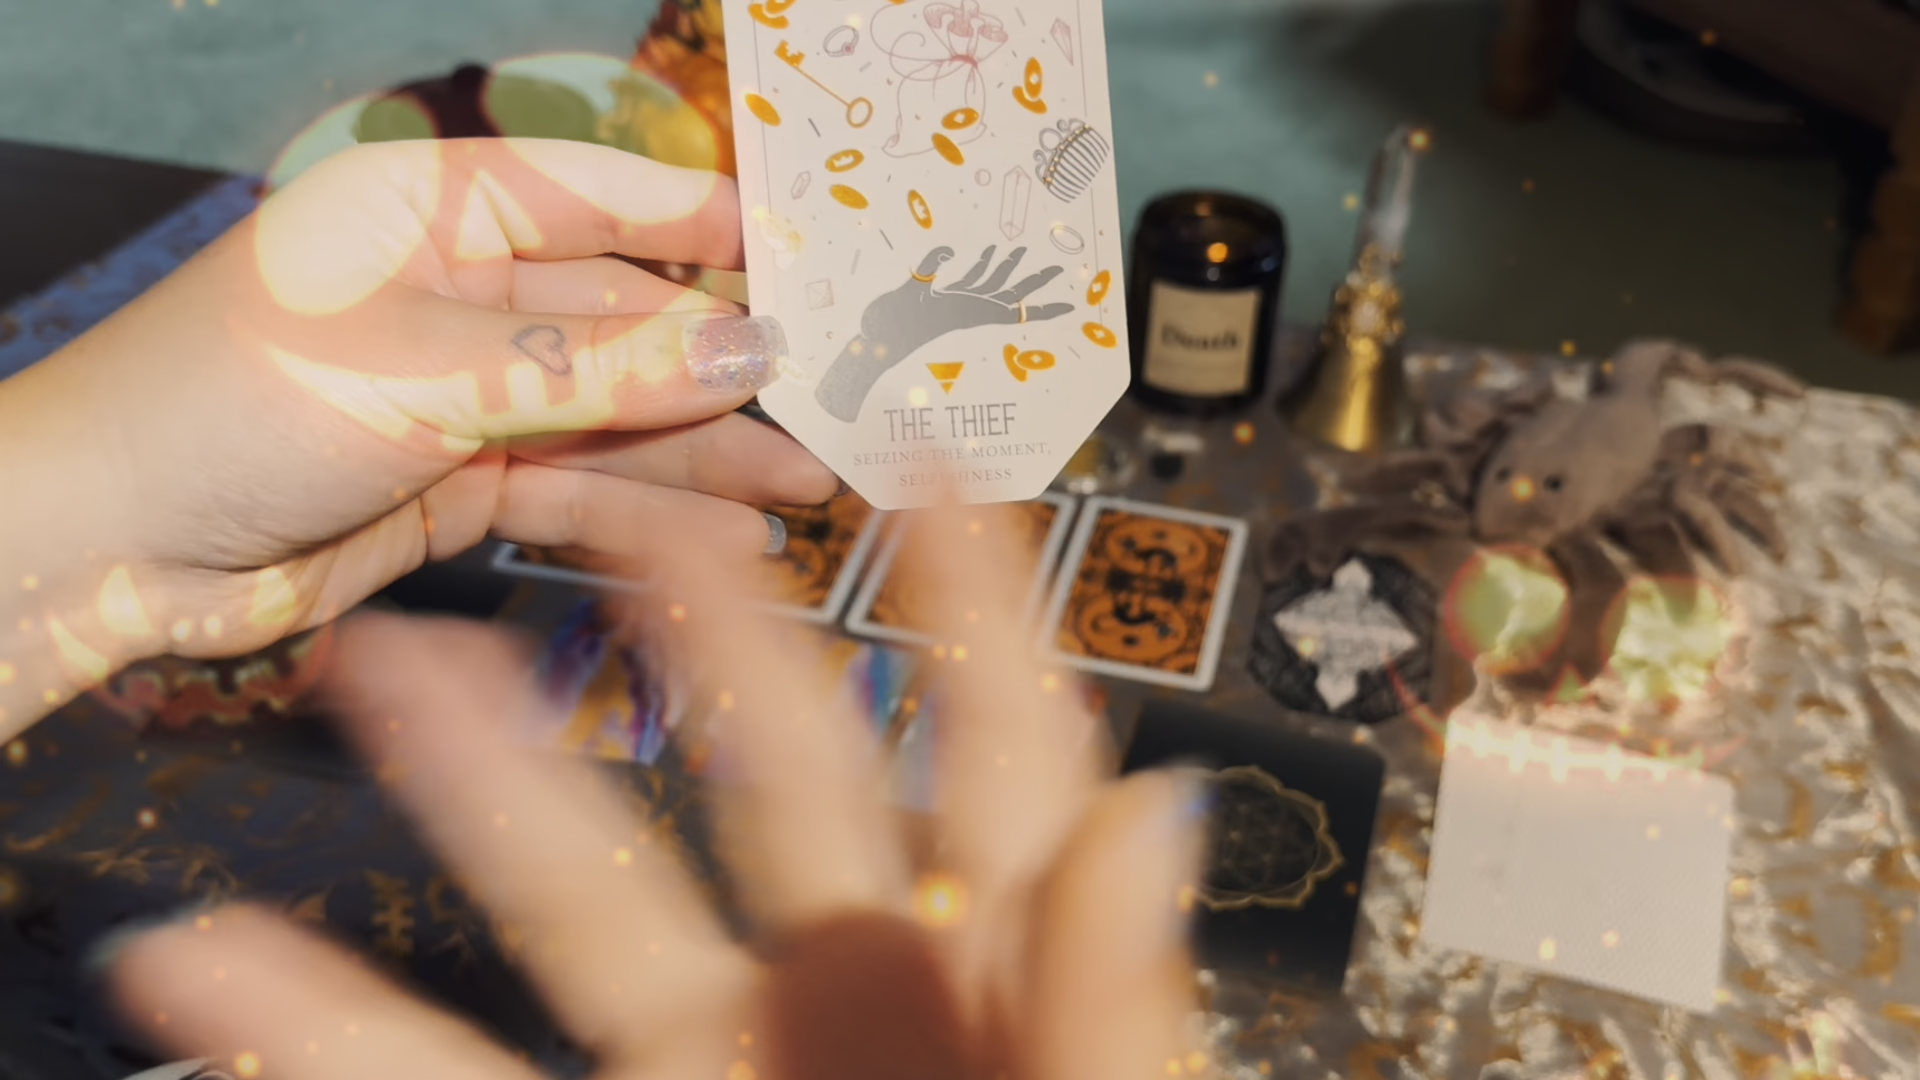 THE THIEF
SEIZING THE MOMENT,
SELFISHNESS
Death